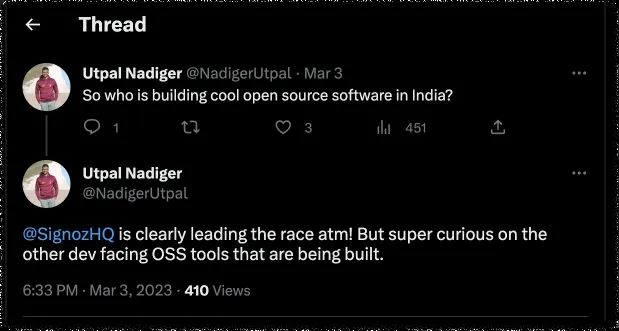 Thread
Utpal Nadiger @NadigerUtpal · Mar 3
So who is building cool open source software in India?
1 3 451
Utpal Nadiger
@NadigerUtpal
@SignozHQ is clearly leading the race atm! But super curious on the
other dev facing OSS tools that are being built.
6:33 PM · Mar 3, 2023 · 410 Views